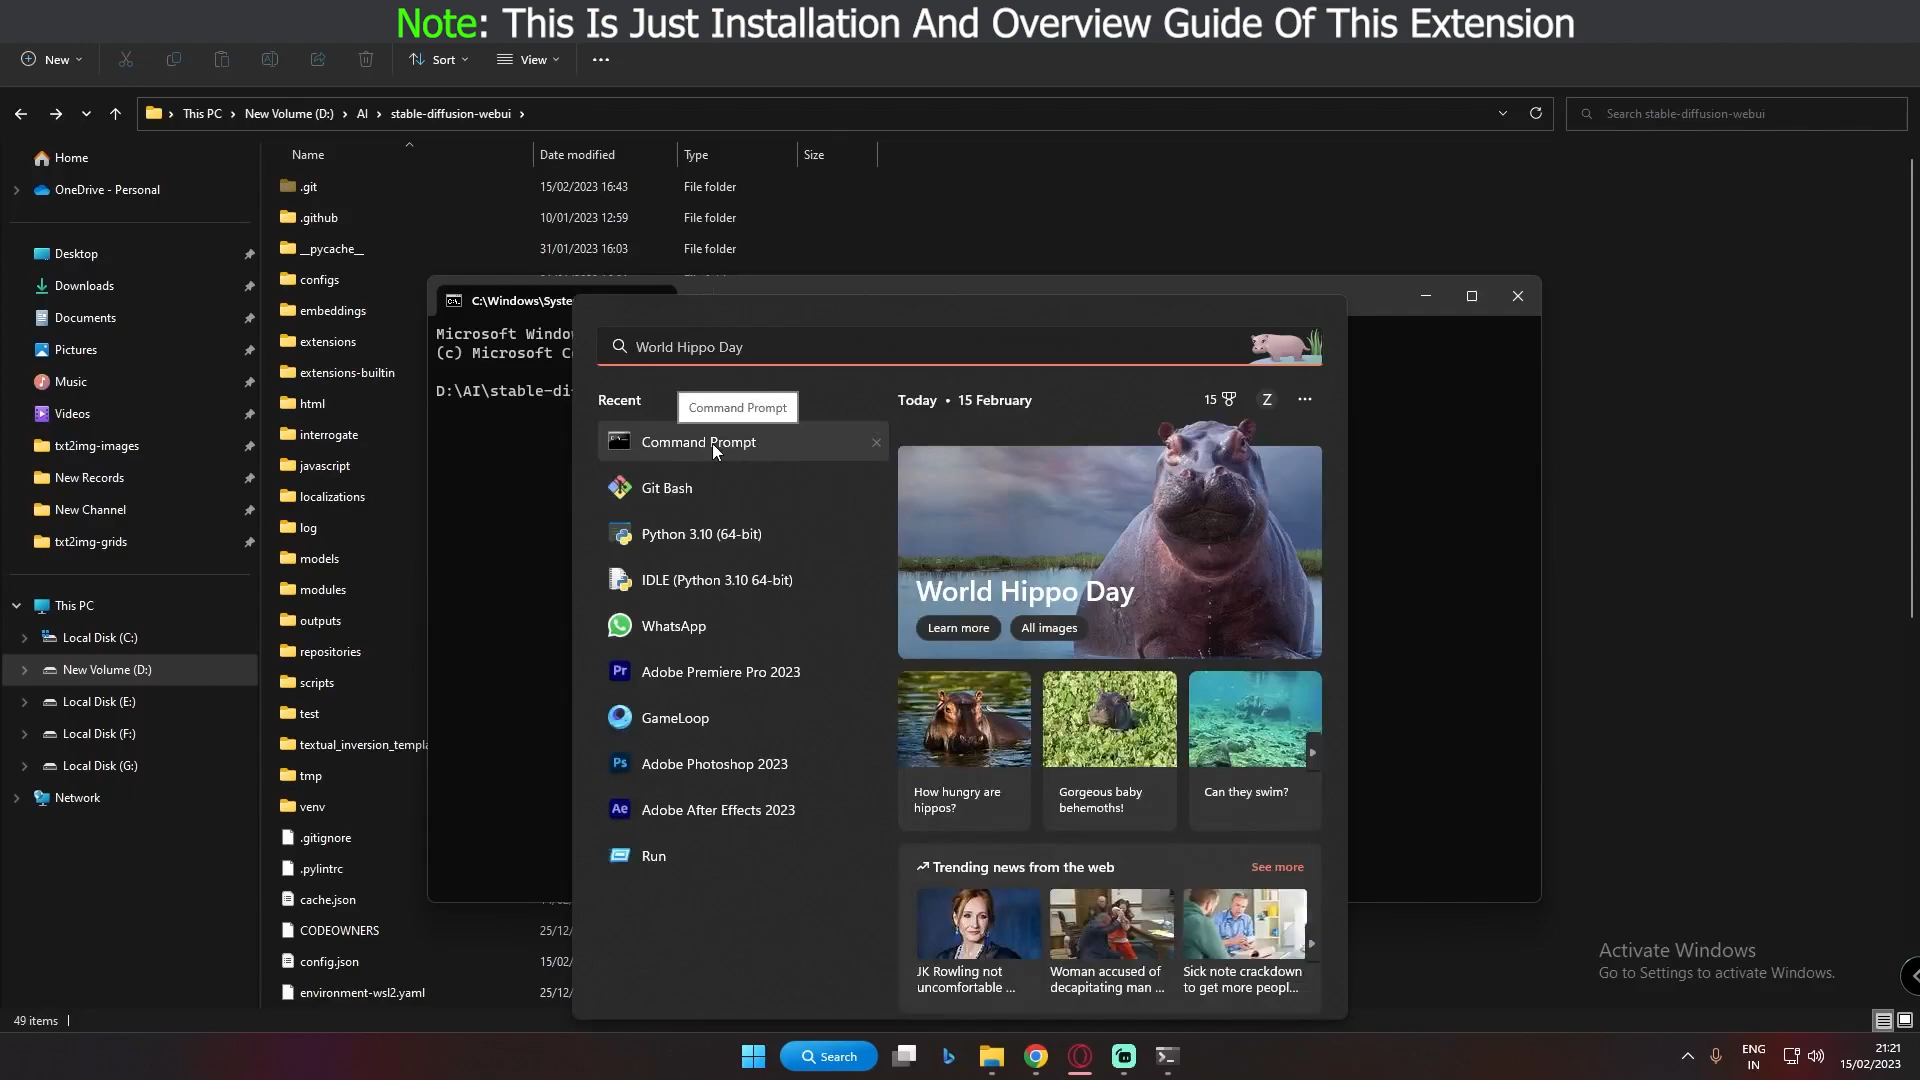 Note: This Is Just Installation And Overview Guide Of This Extension
New
Sort
View
This PC
New Volume (D:)
AI
stable-diffusion-webui
Search stable-diffusion-webui
Name
Date modified
Type
Size
Home
OneDrive - Personal
Desktop
Downloads
Documents
Pictures
Music
Videos
txt2img-images
New Records
New Channel
txt2img-grids
This PC
Local Disk (C:)
New Volume (D:)
Local Disk (E:)
Local Disk (F:)
Local Disk (G:)
Network
.git 15/02/2023 16:43 File folder
.github 10/01/2023 12:59 File folder
__pycache__ 31/01/2023 16:03 File folder
configs
embeddings
extensions
extensions-builtin
html
interrogate
javascript
localizations
log
models
modules
outputs
repositories
scripts
test
textual_inversion_templa
tmp
venv
.gitignore
.pylintrc
cache.json
CODEOWNERS 25/12/
config.json 15/02/
environment-wsl2.yaml 25/12/
49 items
C:\Windows\Syste
Microsoft Windo
(c) Microsoft C
D:\AI\stable-di
World Hippo Day
Recent
Command Prompt
Command Prompt
Git Bash
Python 3.10 (64-bit)
IDLE (Python 3.10 64-bit)
WhatsApp
Adobe Premiere Pro 2023
GameLoop
Adobe Photoshop 2023
Adobe After Effects 2023
Run
Today • 15 February
15
Z
World Hippo Day
Learn more
All images
How hungry are
hippos?
Gorgeous baby
behemoths!
Can they swim?
Trending news from the web
See more
JK Rowling not
uncomfortable ...
Woman accused of
decapitating man ...
Sick note crackdown
to get more peopl...
Activate Windows
Go to Settings to activate Windows.
Search
ENG
IN
21:21
15/02/2023